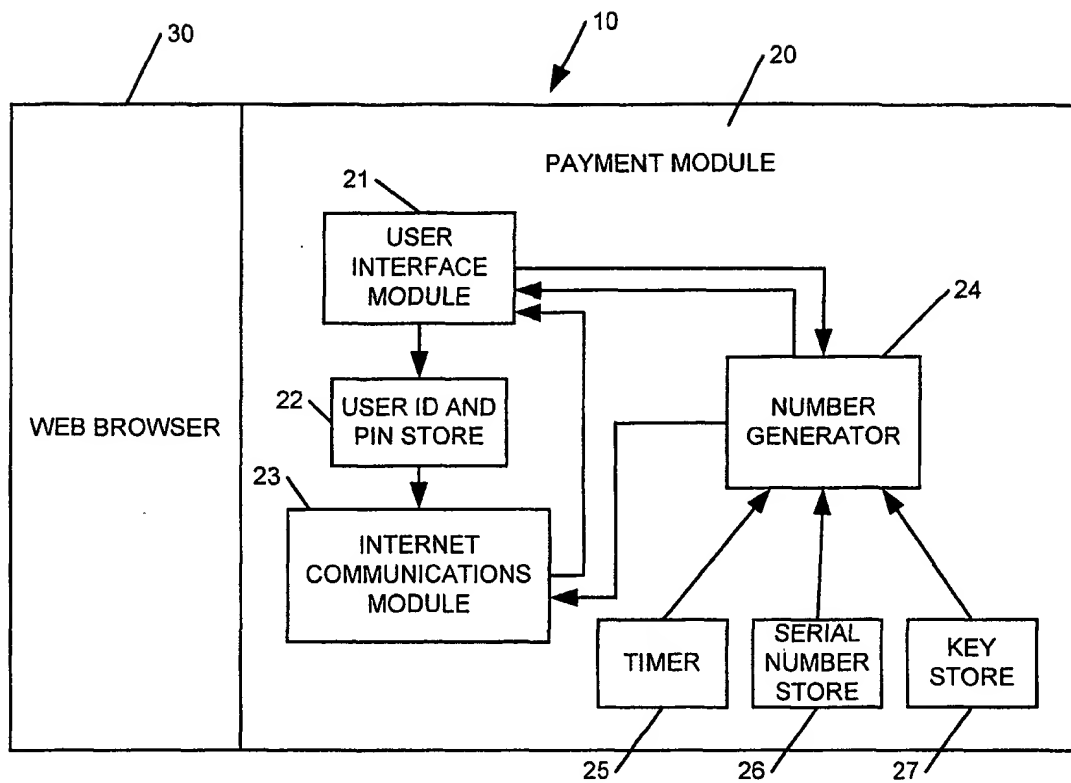 30
10
20
PAYMENT MODULE
21
USER
INTERFACE
MODULE
24
22
USER ID AND
PIN STORE
WEB BROWSER
NUMBER
GENERATOR
23
INTERNET
COMMUNICATIONS
MODULE
TIMER
SERIAL
NUMBER
STORE
KEY
STORE
25
26
27